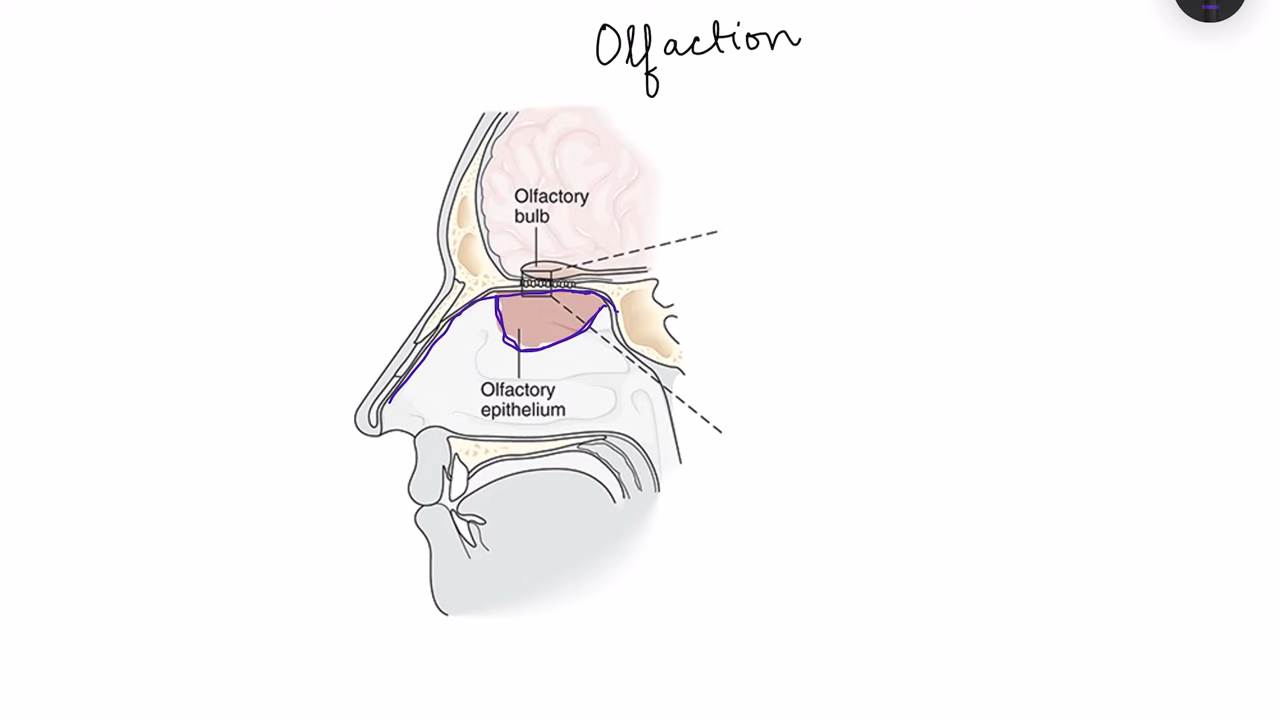 Olfaction
Olfactory
bulb
Olfactory
epithelium